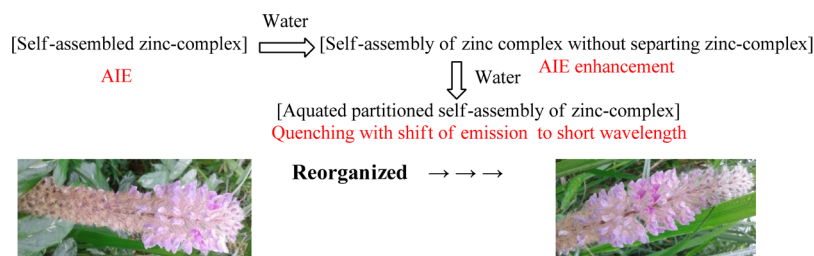 Water
[Self-assembled zinc-complex] [Self-assembly of zinc complex without separting zinc-complex]
AIE AIE enhancement
Water
[Aquated partitioned self-assembly of zinc-complex]
Quenching with shift of emission to short wavelength
Reorganized → → →